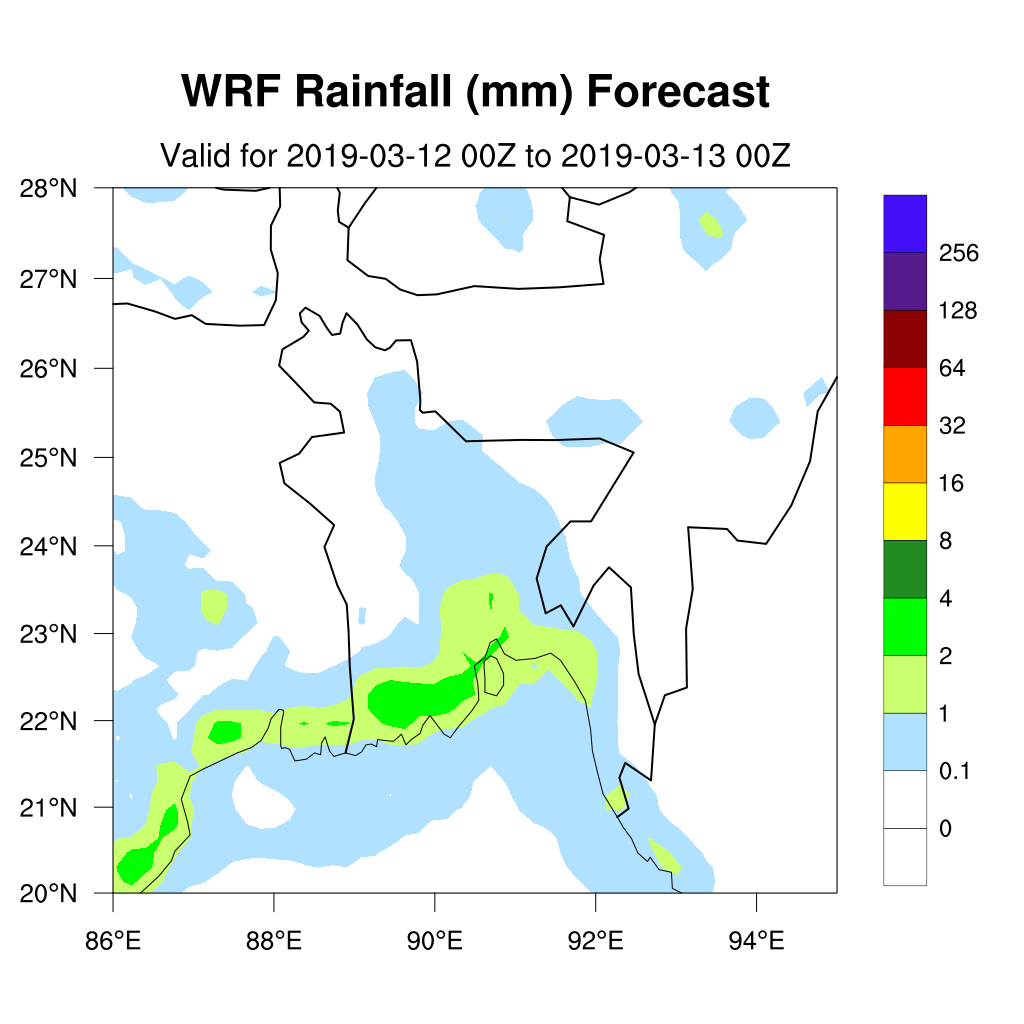 WRF Rainfall (mm) Forecast
Valid for 2019-03-12 00Z to 2019-03-13 00Z
28°N
27°N
26°N
25°N
24°N
23°N
22°N
21°N
20°N
86°E 88°E 90°E 92°E 94°E
256
128
64
32
16
8
4
2
1
0.1
0